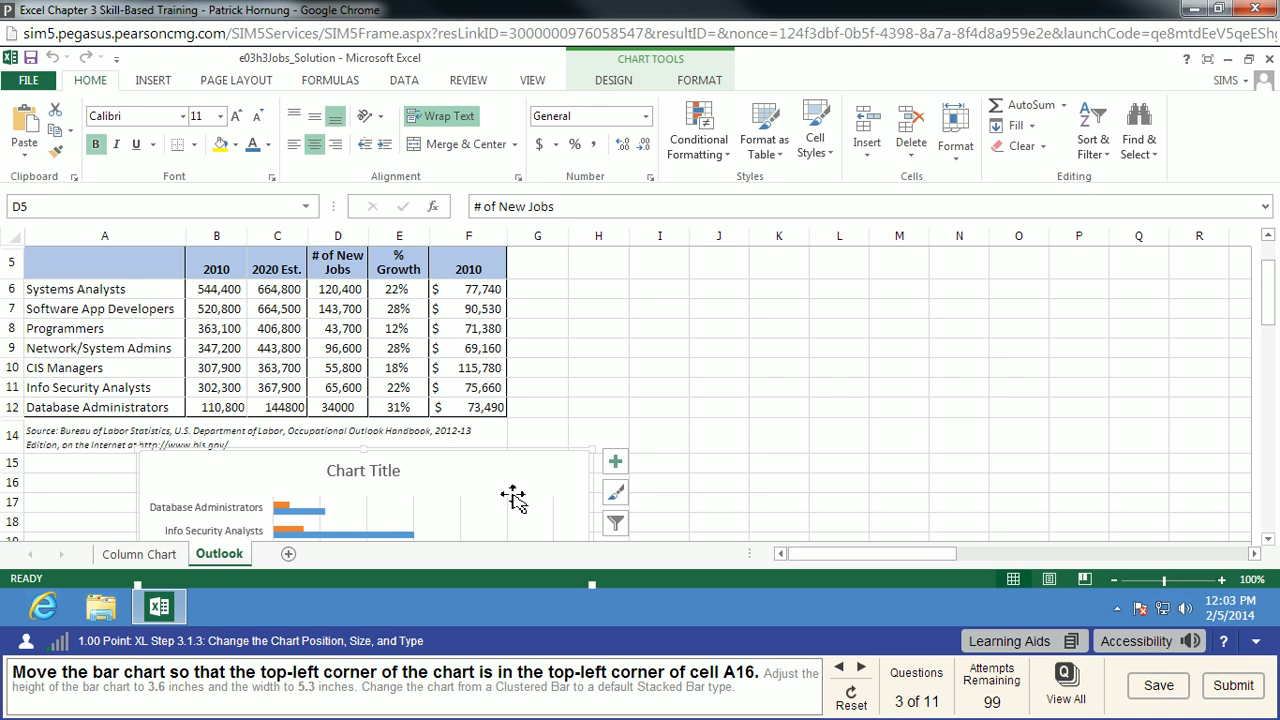 Excel Chapter 3 Skill-Based Training - Patrick Hornung - Google Chrome
sim5.pegasus.pearsoncmg.com/SIM5Services/SIM5Frame.aspx?resLinkID=3000000976058547&resultID=&nonce=124f3dbf-0b5f-4398-8a7a-8f4d8a959e2e&launchCode=qe8mtdEeV5qeESh
e03h3Jobs_Solution - Microsoft Excel
CHART TOOLS
FILE HOME INSERT PAGE LAYOUT FORMULAS DATA REVIEW VIEW DESIGN FORMAT SIMS
Calibri 11 Wrap Text General AutoSum
Paste Conditional Formatting Format as Table Cell Styles Insert Delete Format Fill Sort & Filter Find & Select
B I U Merge & Center $ % , Clear
Clipboard Font Alignment Number Styles Cells Editing
D5 fx # of New Jobs
A B C D E F G H I J K L M N O P Q R
5 2010 2020 Est. # of New Jobs % Growth 2010
6 Systems Analysts 544,400 664,800 120,400 22% $ 77,740
7 Software App Developers 520,800 664,500 143,700 28% $ 90,530
8 Programmers 363,100 406,800 43,700 12% $ 71,380
9 Network/System Admins 347,200 443,800 96,600 28% $ 69,160
10 CIS Managers 307,900 363,700 55,800 18% $ 115,780
11 Info Security Analysts 302,300 367,900 65,600 22% $ 75,660
12 Database Administrators 110,800 144800 34000 31% $ 73,490
Source: Bureau of Labor Statistics, U.S. Department of Labor, Occupational Outlook Handbook, 2012-13
14 Edition, on the Internet at http://www.bls.gov/
15
Chart Title
16
17
Database Administrators
18
Info Security Analysts
Column Chart Outlook
READY 100%
12:03 PM
2/5/2014
1.00 Point: XL Step 3.1.3: Change the Chart Position, Size, and Type Learning Aids Accessibility ?
Move the bar chart so that the top-left corner of the chart is in the top-left corner of cell A16. Adjust the
height of the bar chart to 3.6 inches and the width to 5.3 inches. Change the chart from a Clustered Bar to a default Stacked Bar type.
Reset
Questions
3 of 11
Attempts
Remaining
99
Q
View All
Save
Submit